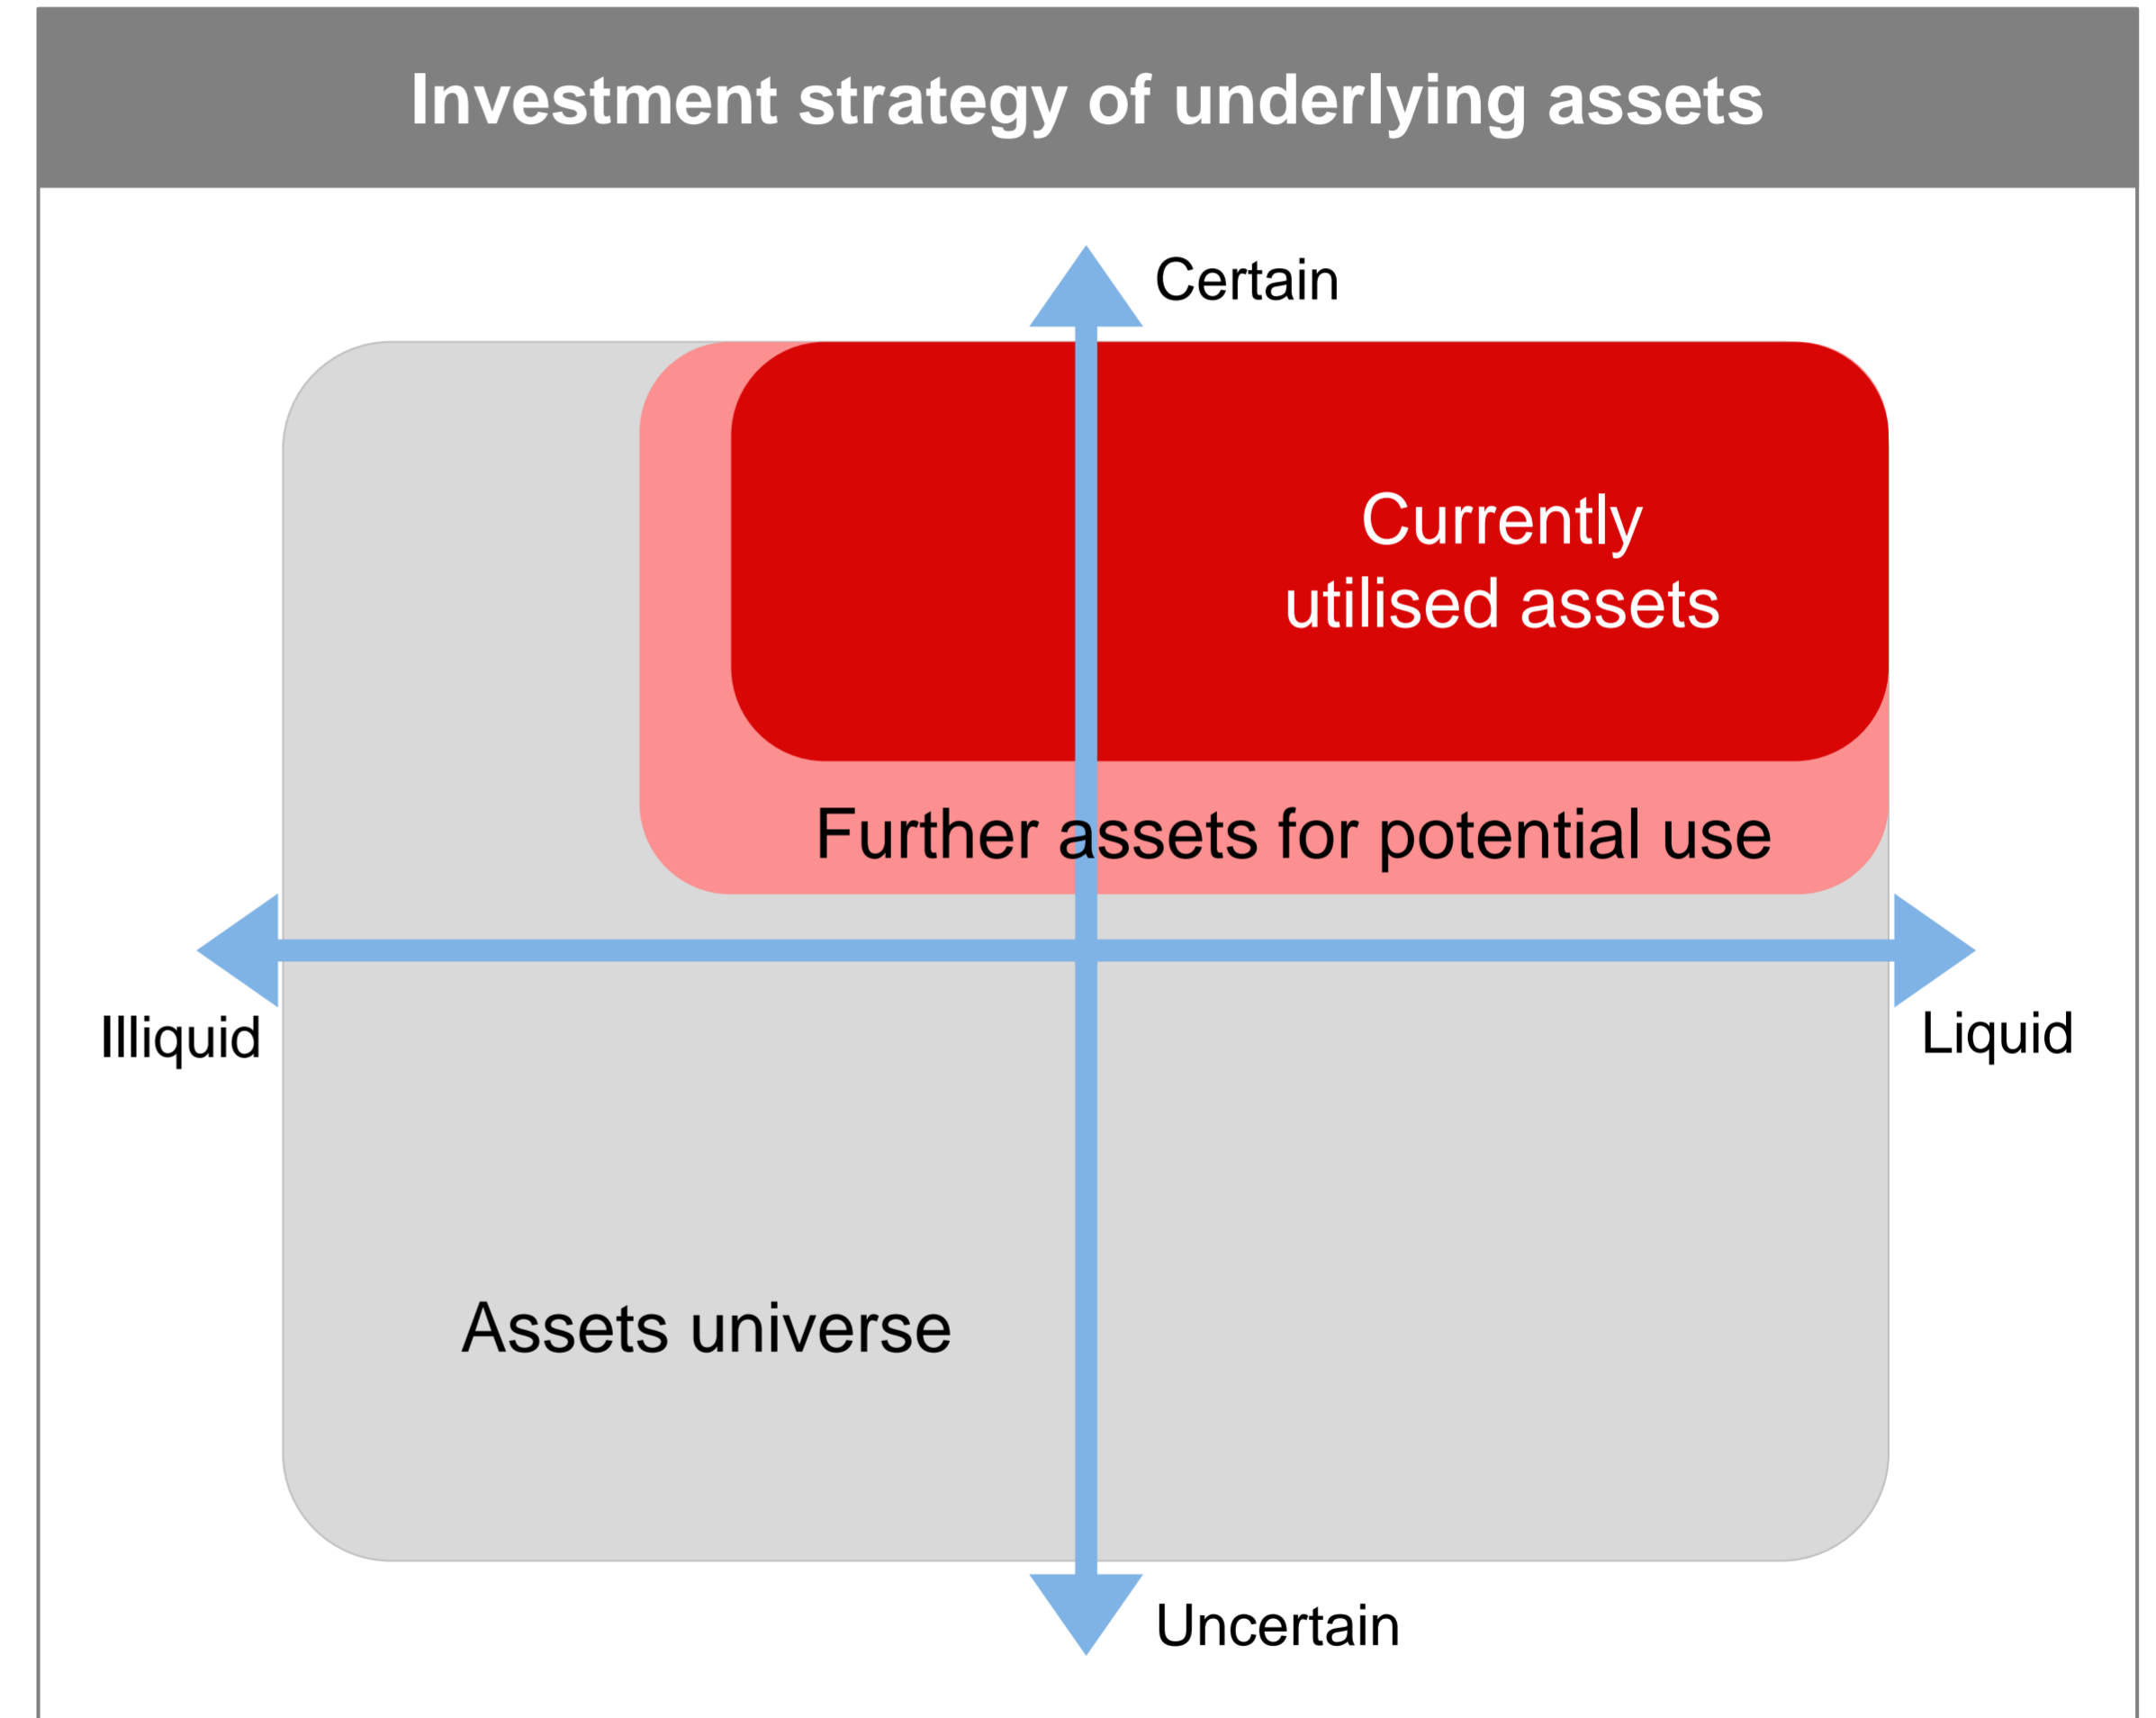 Investment strategy of underlying assets
Certain
Currently
utilised assets
Further assets for potential use
Illiquid
Liquid
Assets universe
Uncertain